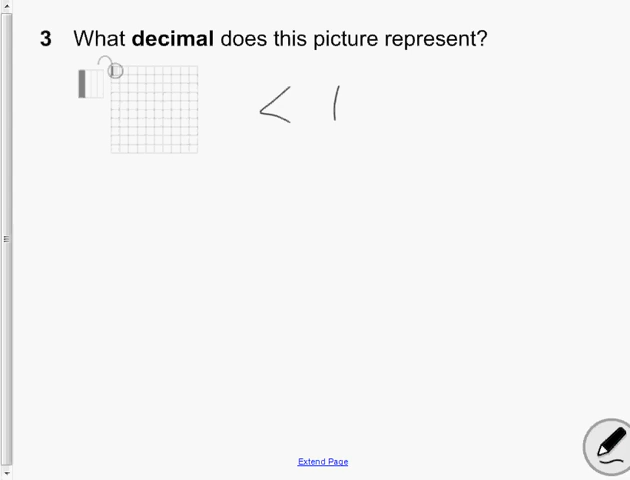 3 What decimal does this picture represent?
< 1
Extend Page